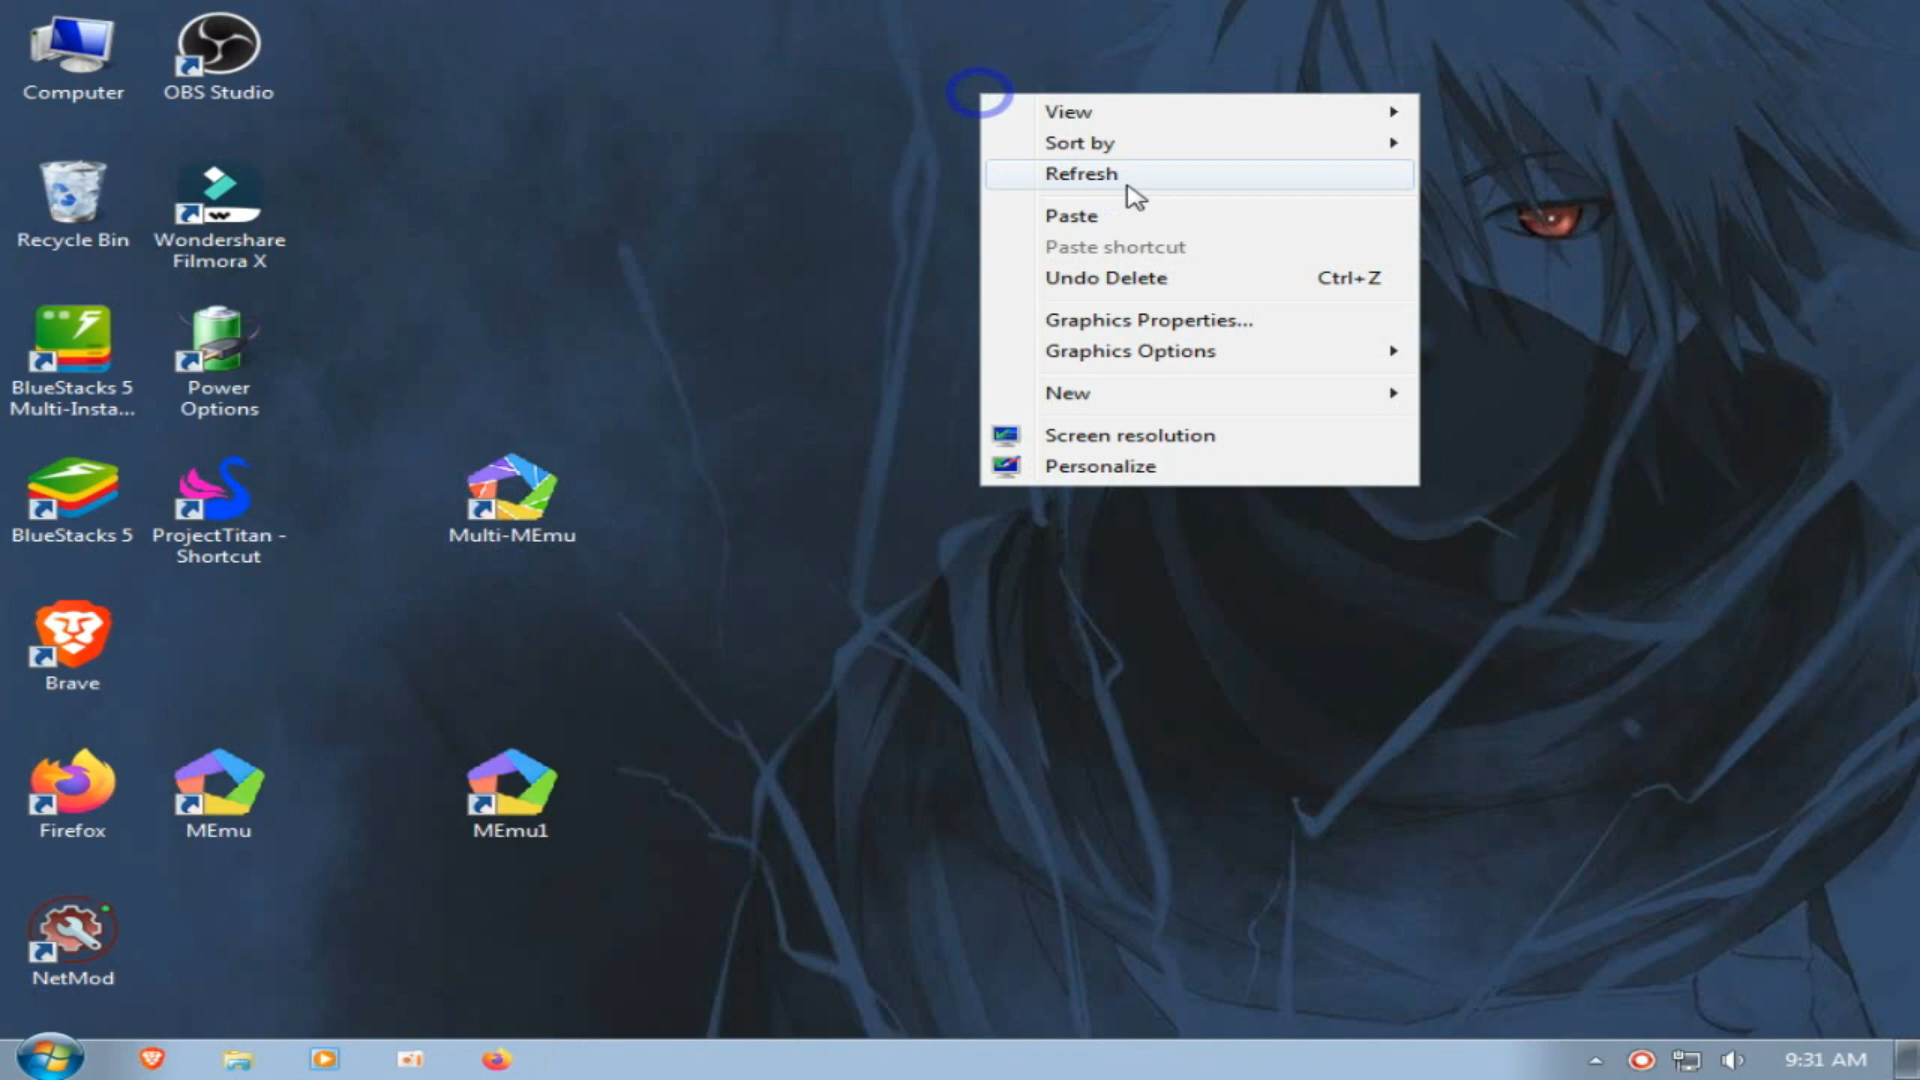 Computer
OBS Studio
Recycle Bin
Wondershare
Filmora X
BlueStacks 5
Multi-Insta...
Power
Options
BlueStacks 5
ProjectTitan -
Shortcut
Multi-MEmu
Brave
Firefox
MEmu
MEmu1
NetMod
View
Sort by
Refresh
Paste
Paste shortcut
Undo Delete Ctrl+Z
Graphics Properties...
Graphics Options
New
Screen resolution
Personalize
9:31 AM